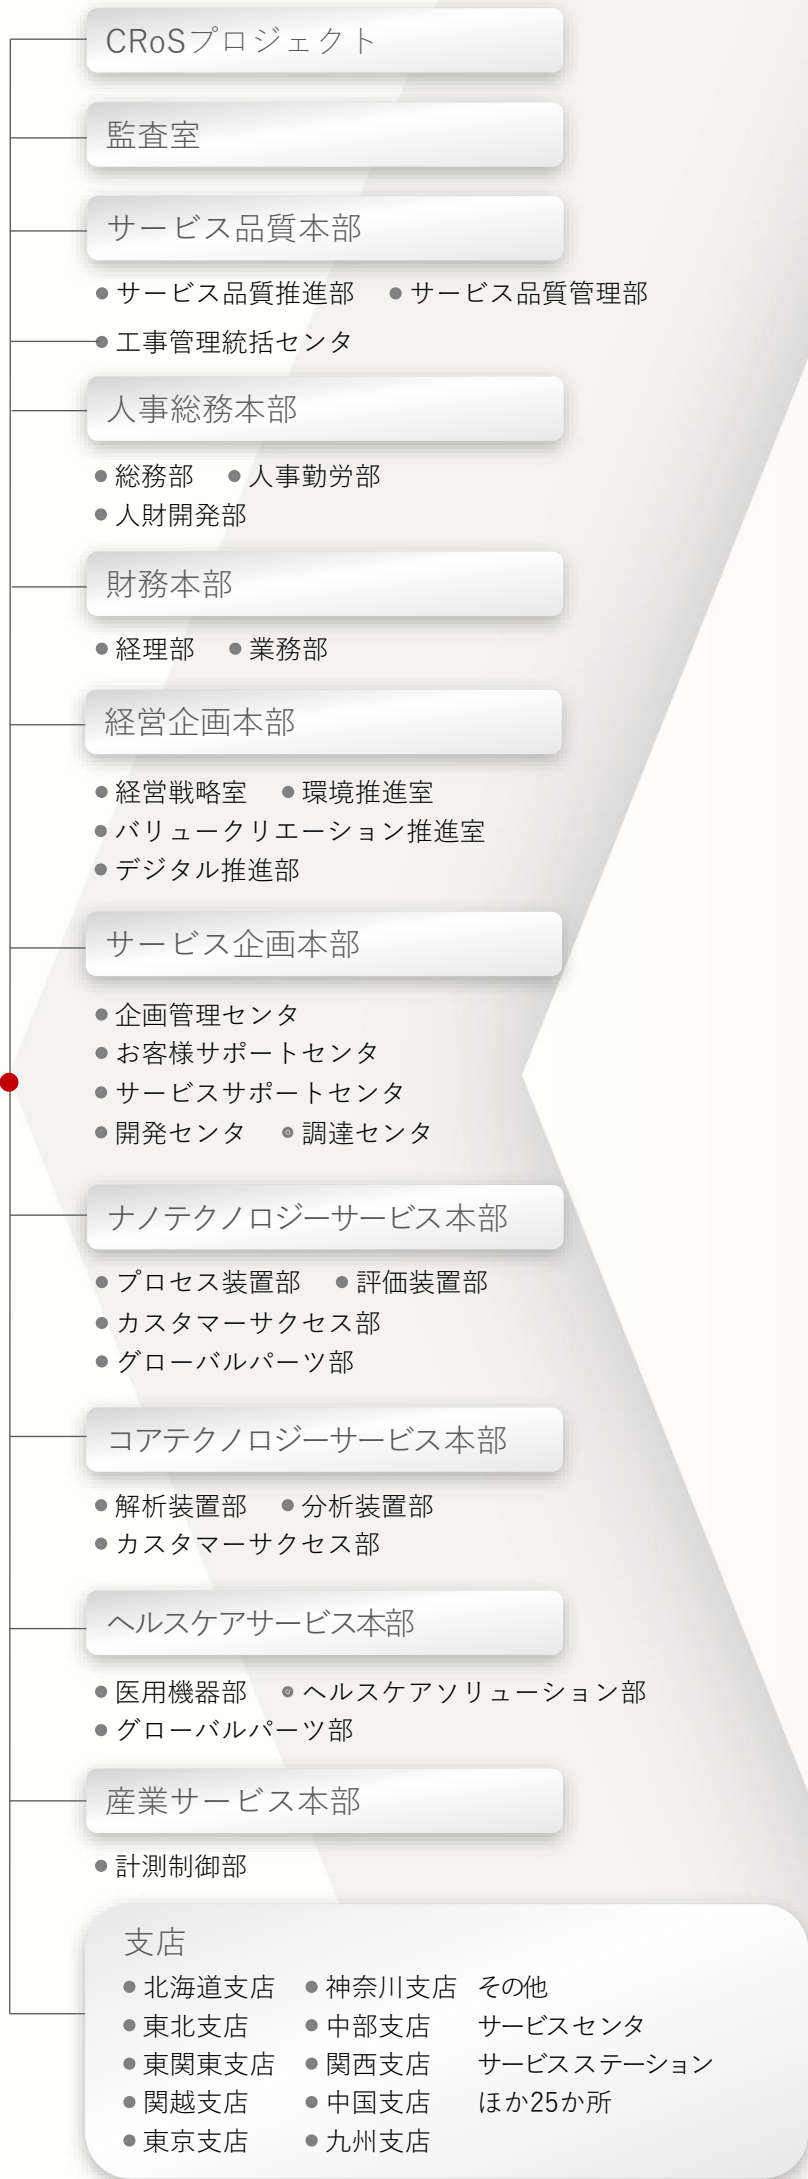 CRoSプロジェクト
監査室
サービス品質本部
●サービス品質推進部 ●サービス品質管理部
●工事管理統括センタ
人事総務本部
●総務部 ●人事勤労部
●人財開発部
財務本部
●経理部 ●業務部
経営企画本部
●経営戦略室 ●環境推進室
●バリュークリエーション推進室
●デジタル推進部
サービス企画本部
●企画管理センタ
●お客様サポートセンタ
●サービスサポートセンタ
●開発センタ ◎調達センタ
ナノテクノロジーサービス本部
●プロセス装置部 ●評価装置部
●カスタマーサクセス部
●グローバルパーツ部
コアテクノロジーサービス本部
●解析装置部 ●分析装置部
●カスタマーサクセス部
ヘルスケアサービス本部
●医用機器部 ◎ヘルスケアソリューション部
●グローバルパーツ部
産業サービス本部
●計測制御部
支店
●北海道支店 ●神奈川支店 その他
●東北支店 ●中部支店 サービスセンタ
●東関東支店 ●関西支店 サービスステーション
●関越支店 ●中国支店 ほか25か所
●東京支店 ●九州支店